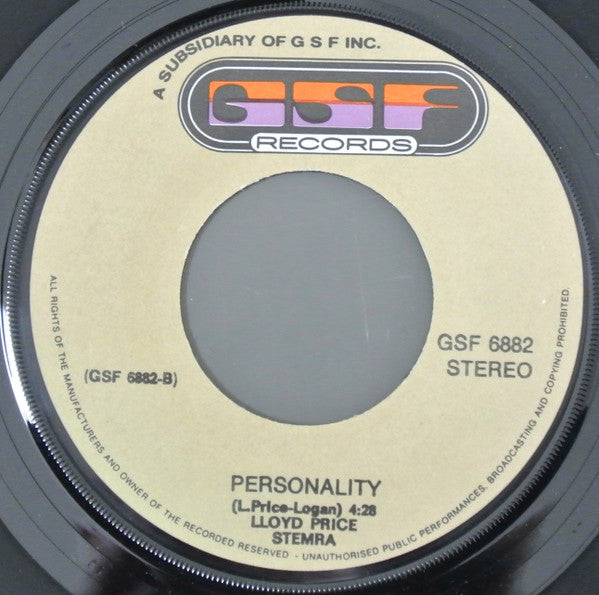 A SUBSIDIARY OF G S F INC.
GSF
RECORDS
GSF 6882
STEREO
(GSF 6882-B)
PERSONALITY
(L.Price-Logan) 4:28
LLOYD PRICE
STEMRA
ALL RIGHTS OF THE MANUFACTURERS AND OWNER OF THE RECORDED RESERVED - UNAUTHORISED PUBLIC PERFORMANCES, BROADCASTING AND COPYING PROHIBITED.